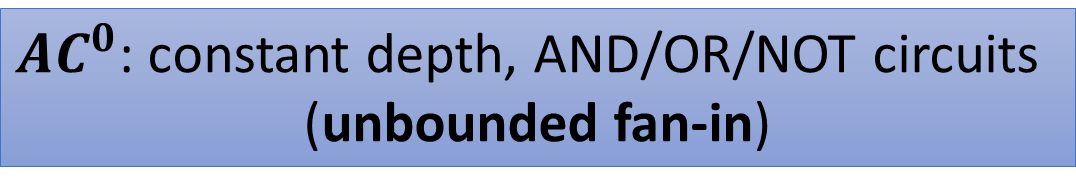 AC⁰: constant depth, AND/OR/NOT circuits
(unbounded fan-in)